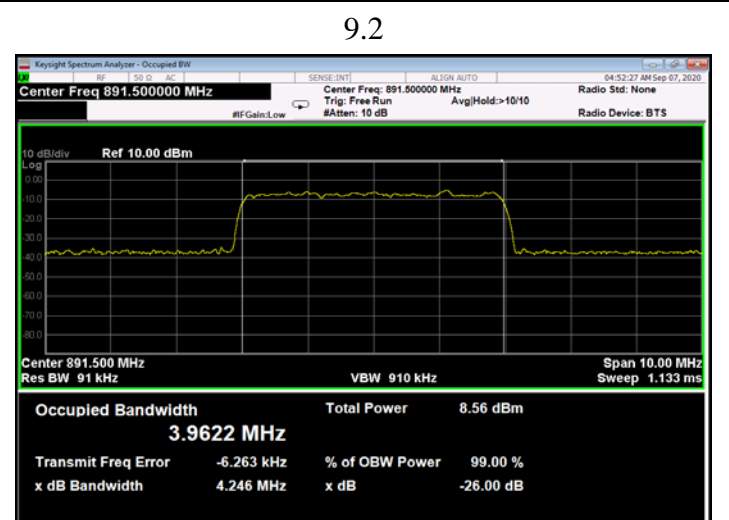 9.2
Keysight Spectrum Analyzer - Occupied BW
RF 50 Ω AC SENSE:INT ALIGN AUTO 04:52:27 AM Sep 07, 2020
Center Freq 891.500000 MHz Center Freq: 891.500000 MHz Radio Std: None
Trig: Free Run Avg|Hold:>10/10
#IFGain:Low #Atten: 10 dB Radio Device: BTS
10 dB/div Ref 10.00 dBm
Log
0.00
-10.0
-20.0
-30.0
-40.0
-50.0
-60.0
-70.0
-80.0
Center 891.500 MHz Span 10.00 MHz
Res BW 91 kHz VBW 910 kHz Sweep 1.133 ms
Occupied Bandwidth Total Power 8.56 dBm
3.9622 MHz
Transmit Freq Error -6.263 kHz % of OBW Power 99.00 %
x dB Bandwidth 4.246 MHz x dB -26.00 dB